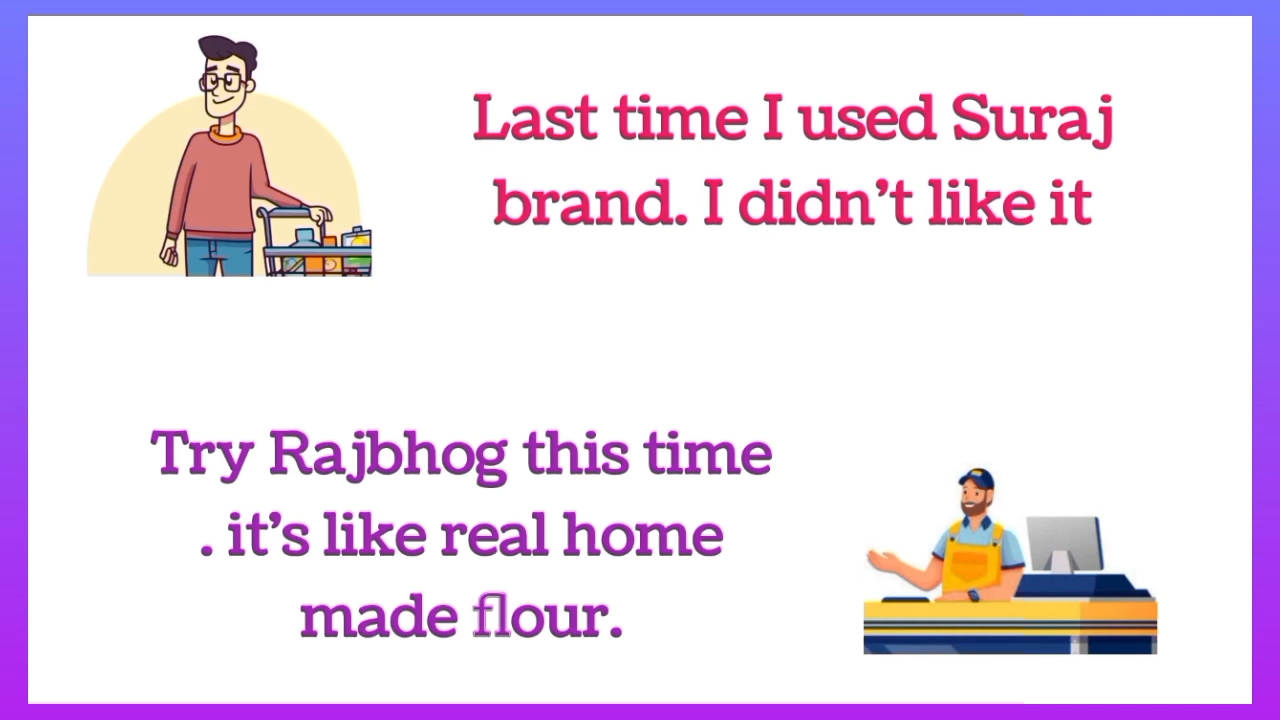 Last time I used Suraj
brand. I didn’t like it
Try Rajbhog this time
. it’s like real home
made flour.